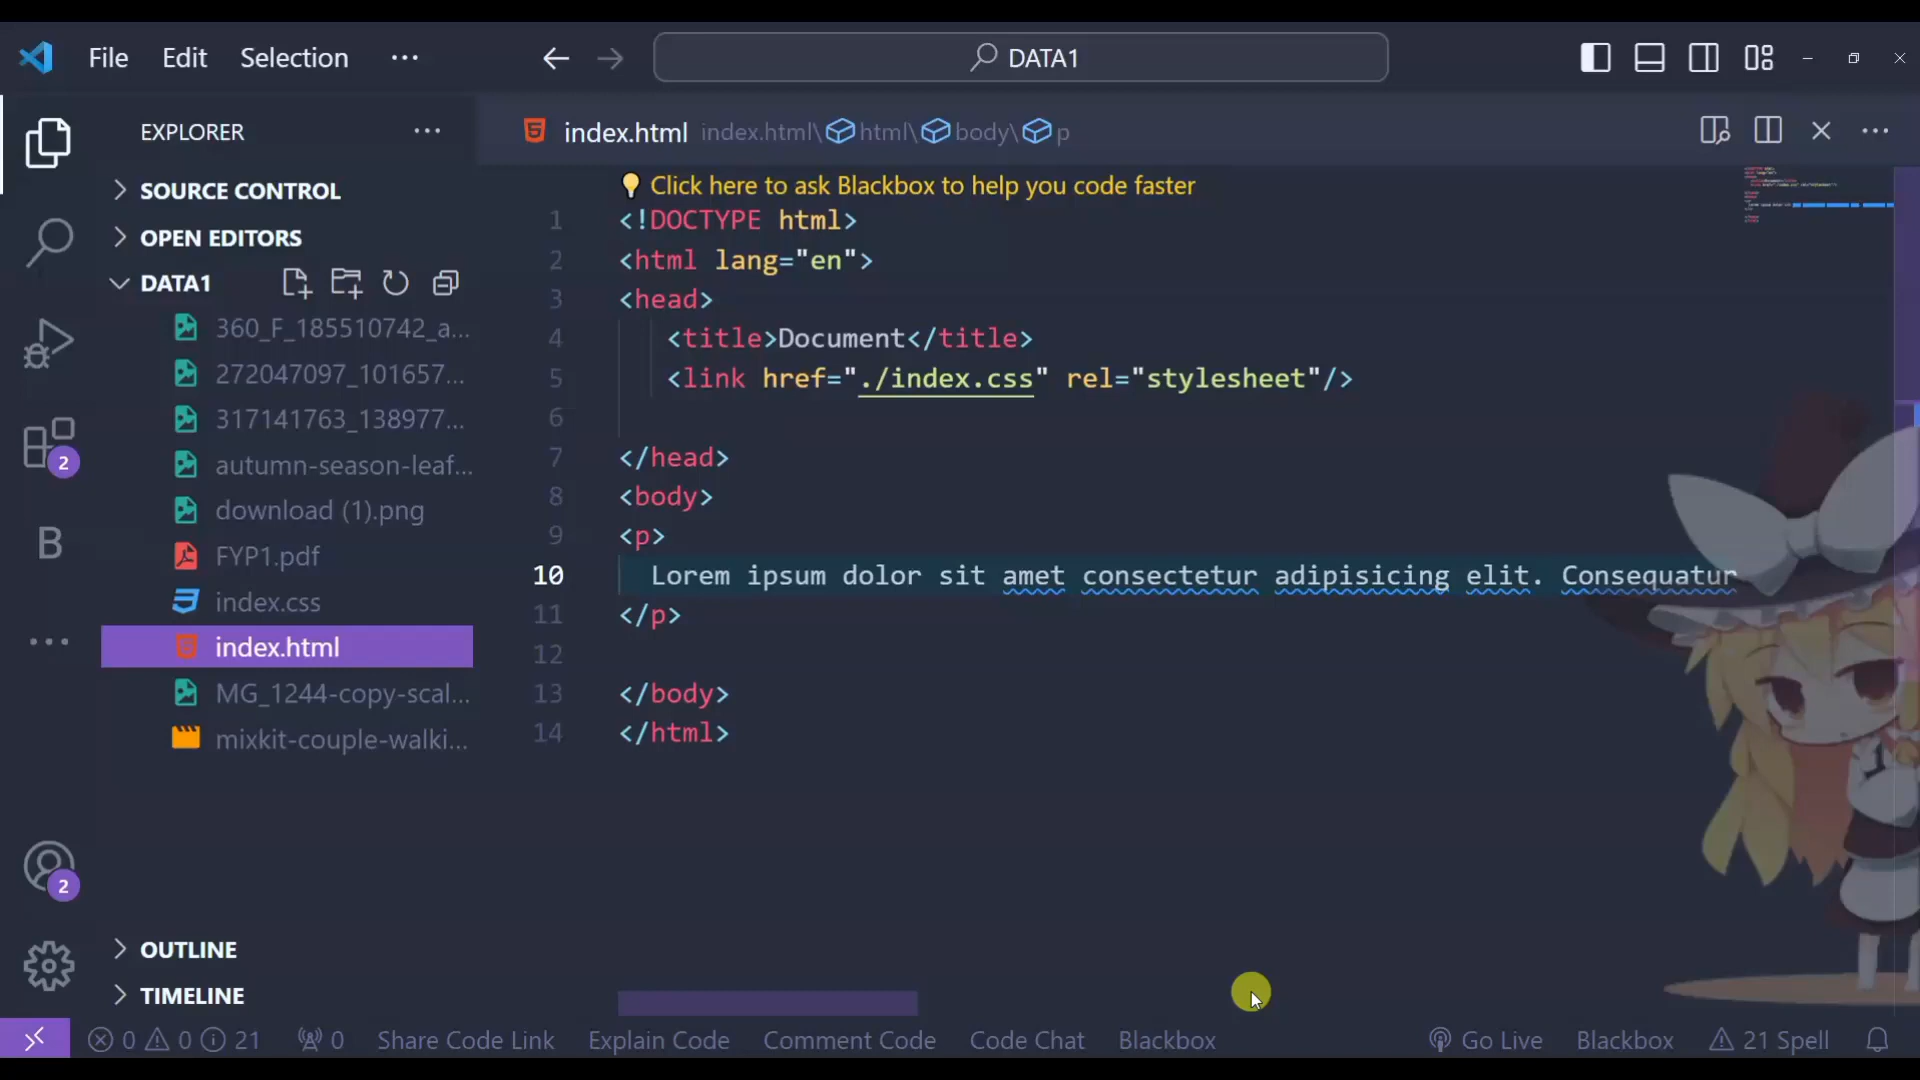 File Edit Selection ··· DATA1
EXPLORER ···
index.html index.html\html\body\p
SOURCE CONTROL
OPEN EDITORS
DATA1
360_F_185510742_a...
272047097_101657...
317141763_138977...
autumn-season-leaf...
download (1).png
FYP1.pdf
index.css
index.html
MG_1244-copy-scal...
mixkit-couple-walki...
OUTLINE
TIMELINE
2
B
2
Click here to ask Blackbox to help you code faster
1 <!DOCTYPE html>
2 <html lang="en">
3 <head>
4 <title>Document</title>
5 <link href="./index.css" rel="stylesheet"/>
6
7 </head>
8 <body>
9 <p>
10 Lorem ipsum dolor sit amet consectetur adipisicing elit. Consequatur
11 </p>
12
13 </body>
14 </html>
0 0 21 0 Share Code Link Explain Code Comment Code Code Chat Blackbox Go Live Blackbox 21 Spell